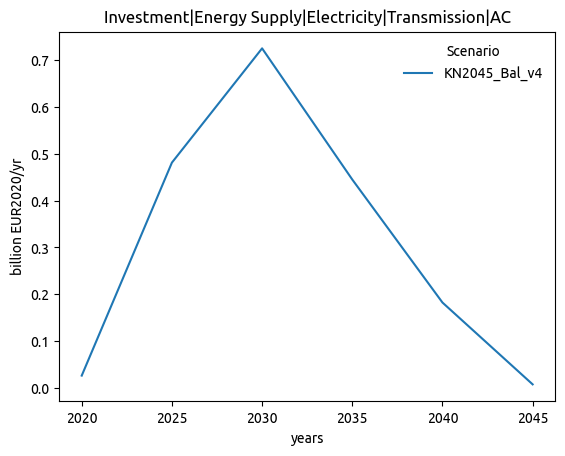 Investment|Energy Supply|Electricity|Transmission|AC
Scenario
KN2045_Bal_v4
0.7
0.6
0.5
0.4
0.3
0.2
0.1
0.0
billion EUR2020/yr
2020 2025 2030 2035 2040 2045
years